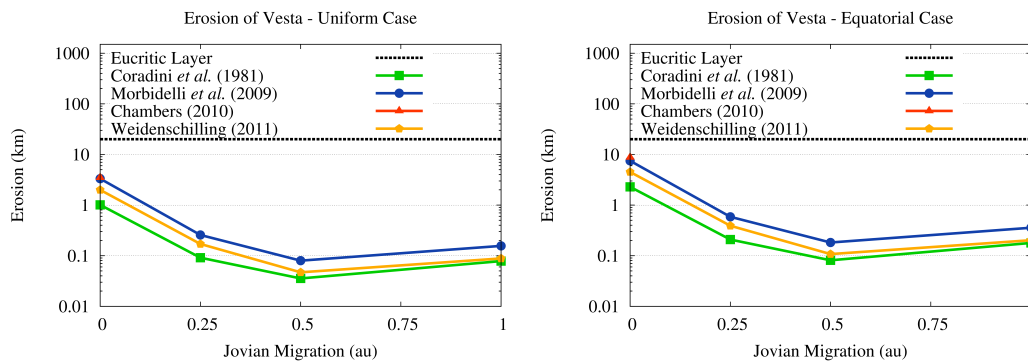 Erosion of Vesta - Uniform Case
1000
100
10
1
0.1
0.01
Erosion (km)
Eucritic Layer
Coradini et al. (1981)
Morbidelli et al. (2009)
Chambers (2010)
Weidenschilling (2011)
0 0.25 0.5 0.75 1
Jovian Migration (au)
Erosion of Vesta - Equatorial Case
1000
100
10
1
0.1
0.01
Erosion (km)
Eucritic Layer
Coradini et al. (1981)
Morbidelli et al. (2009)
Chambers (2010)
Weidenschilling (2011)
0 0.25 0.5 0.75
Jovian Migration (au)